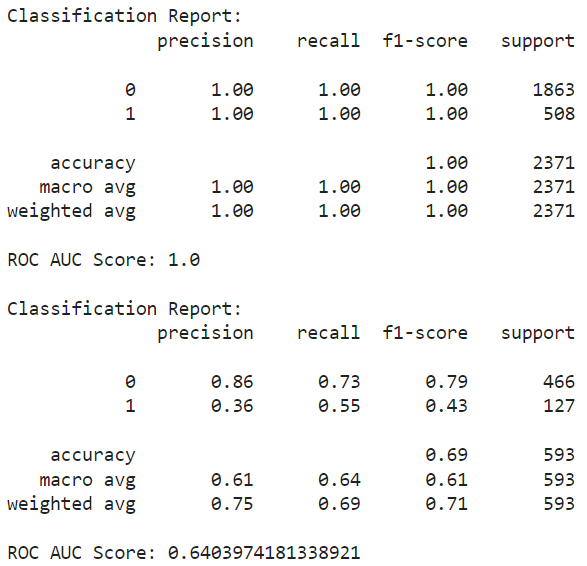 Classification Report:
precision recall f1-score support
0 1.00 1.00 1.00 1863
1 1.00 1.00 1.00 508
accuracy 1.00 2371
macro avg 1.00 1.00 1.00 2371
weighted avg 1.00 1.00 1.00 2371
ROC AUC Score: 1.0
Classification Report:
precision recall f1-score support
0 0.86 0.73 0.79 466
1 0.36 0.55 0.43 127
accuracy 0.69 593
macro avg 0.61 0.64 0.61 593
weighted avg 0.75 0.69 0.71 593
ROC AUC Score: 0.6403974181338921